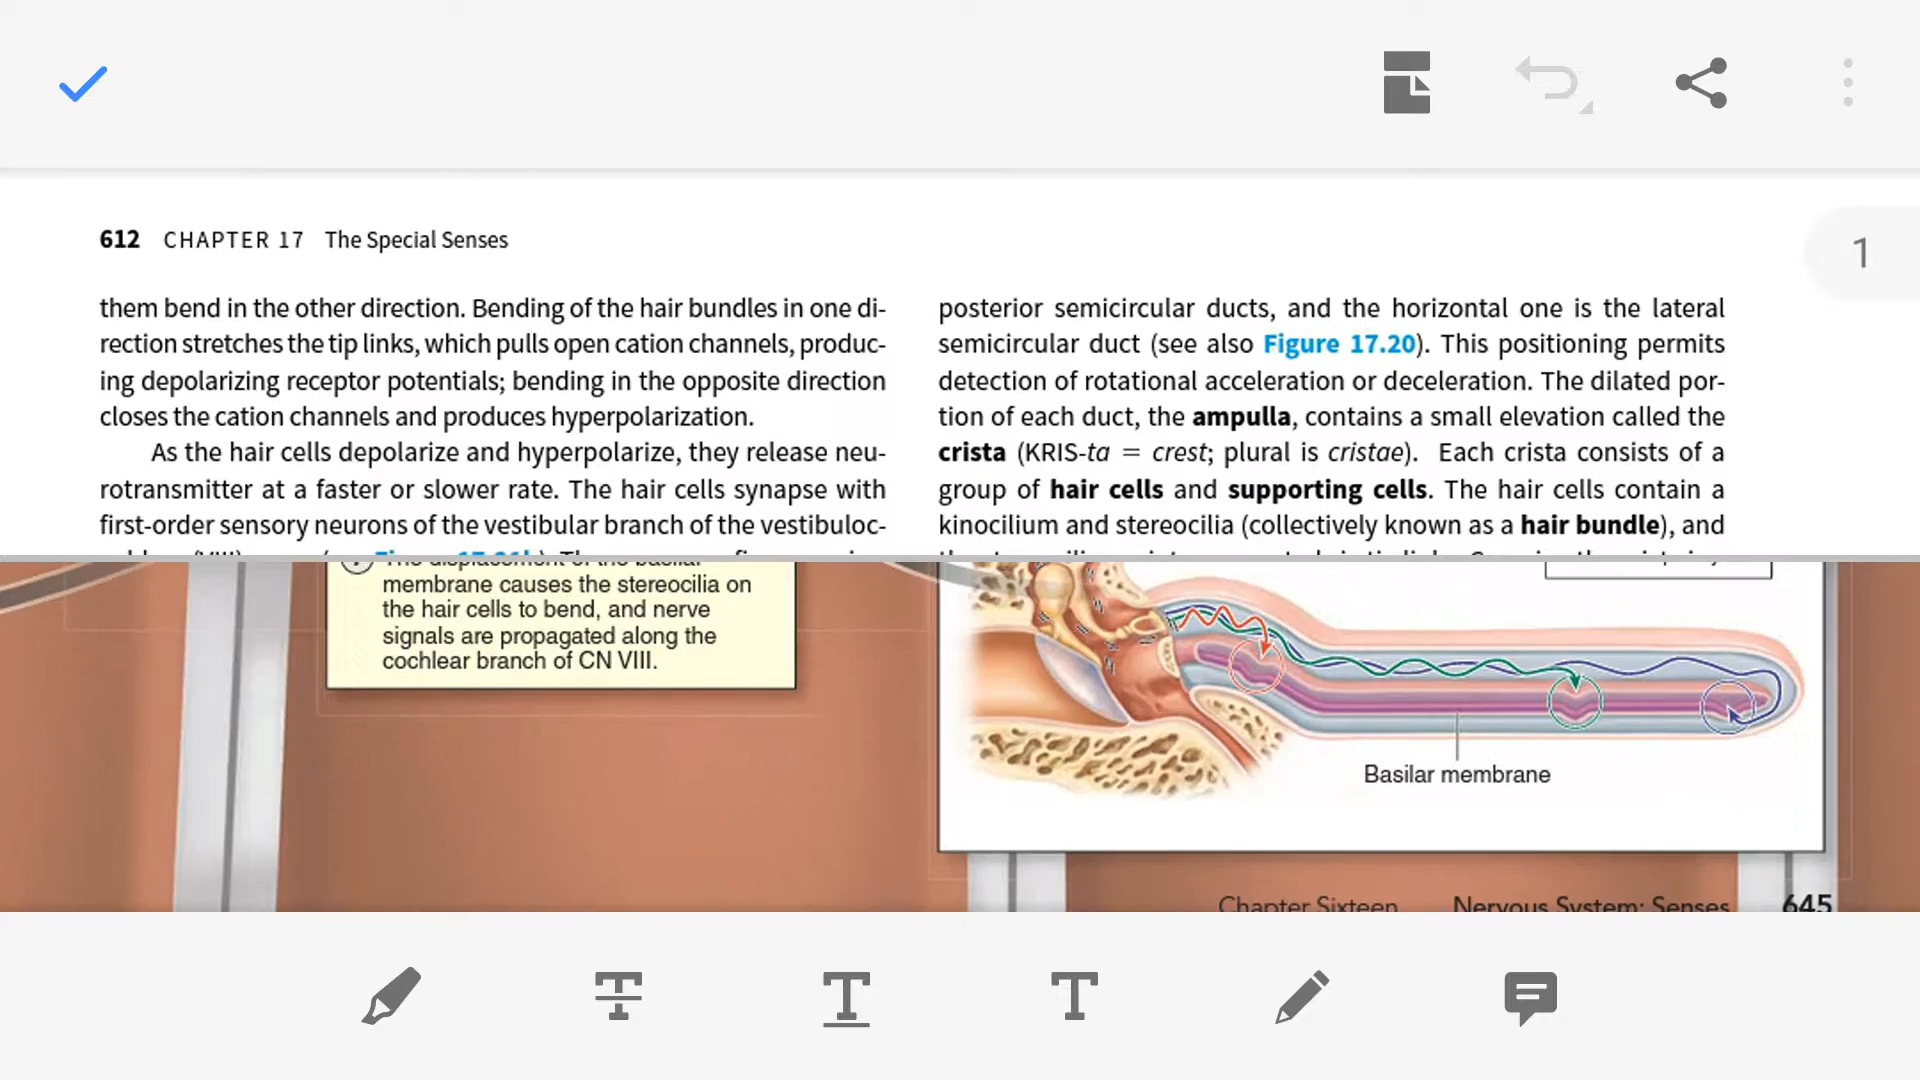 1
612 CHAPTER 17 The Special Senses
them bend in the other direction. Bending of the hair bundles in one di-
rection stretches the tip links, which pulls open cation channels, produc-
ing depolarizing receptor potentials; bending in the opposite direction
closes the cation channels and produces hyperpolarization.
As the hair cells depolarize and hyperpolarize, they release neu-
rotransmitter at a faster or slower rate. The hair cells synapse with
first-order sensory neurons of the vestibular branch of the vestibuloc-
posterior semicircular ducts, and the horizontal one is the lateral
semicircular duct (see also Figure 17.20). This positioning permits
detection of rotational acceleration or deceleration. The dilated por-
tion of each duct, the ampulla, contains a small elevation called the
crista (KRIS-ta = crest; plural is cristae). Each crista consists of a
group of hair cells and supporting cells. The hair cells contain a
kinocilium and stereocilia (collectively known as a hair bundle), and
membrane causes the stereocilia on
the hair cells to bend, and nerve
signals are propagated along the
cochlear branch of CN VIII.
Basilar membrane
Chapter Sixteen Nervous System: Senses 645